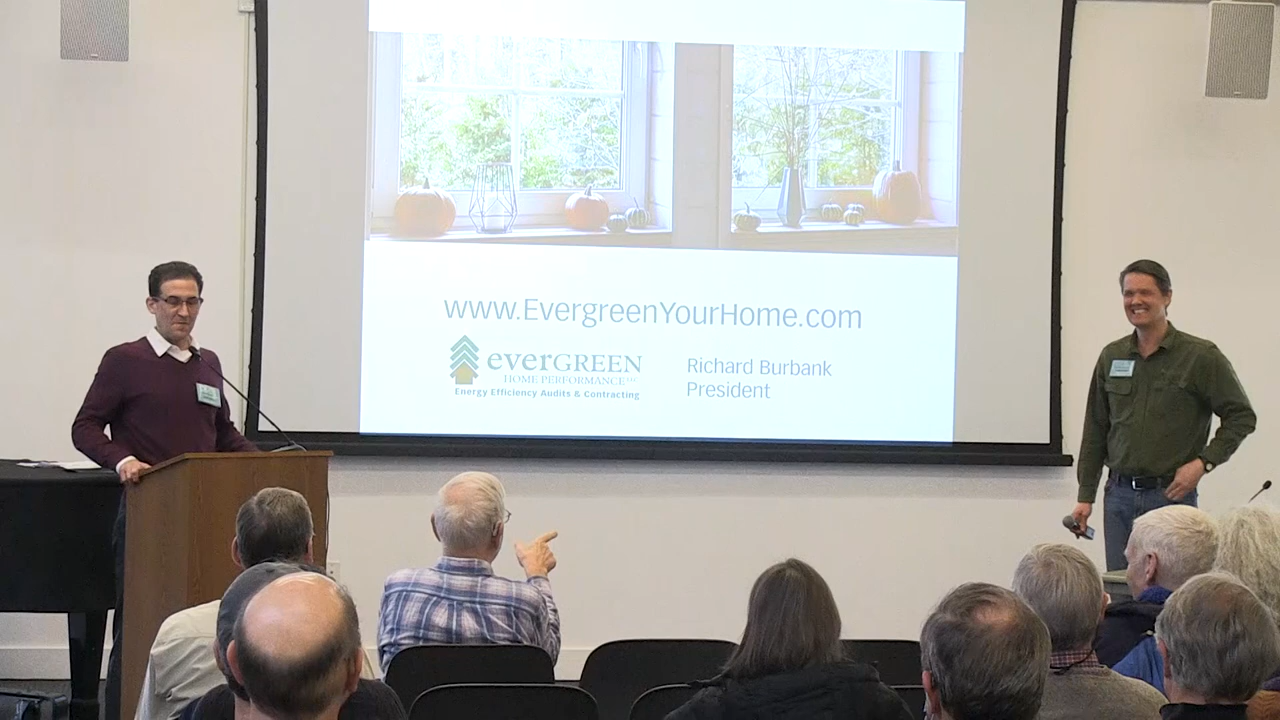 www.EvergreenYourHome.com
everGREEN
HOME PERFORMANCE
Energy Efficiency Audits & Contracting
Richard Burbank
President